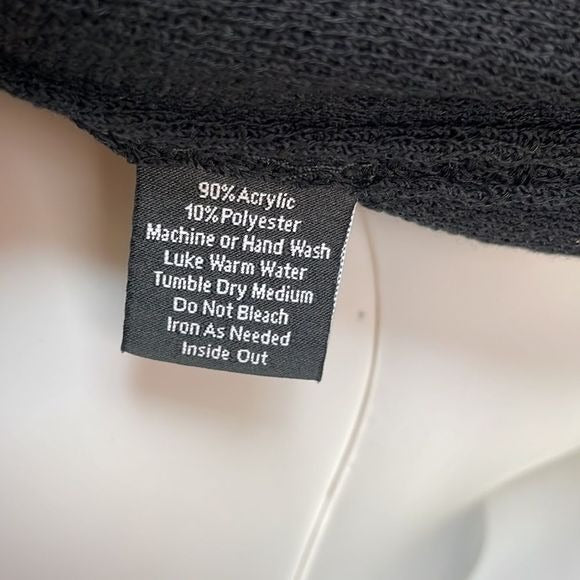 90% Acrylic
10% Polyester
Machine or Hand Wash
Luke Warm Water
Tumble Dry Medium
Do Not Bleach
Iron As Needed
Inside Out